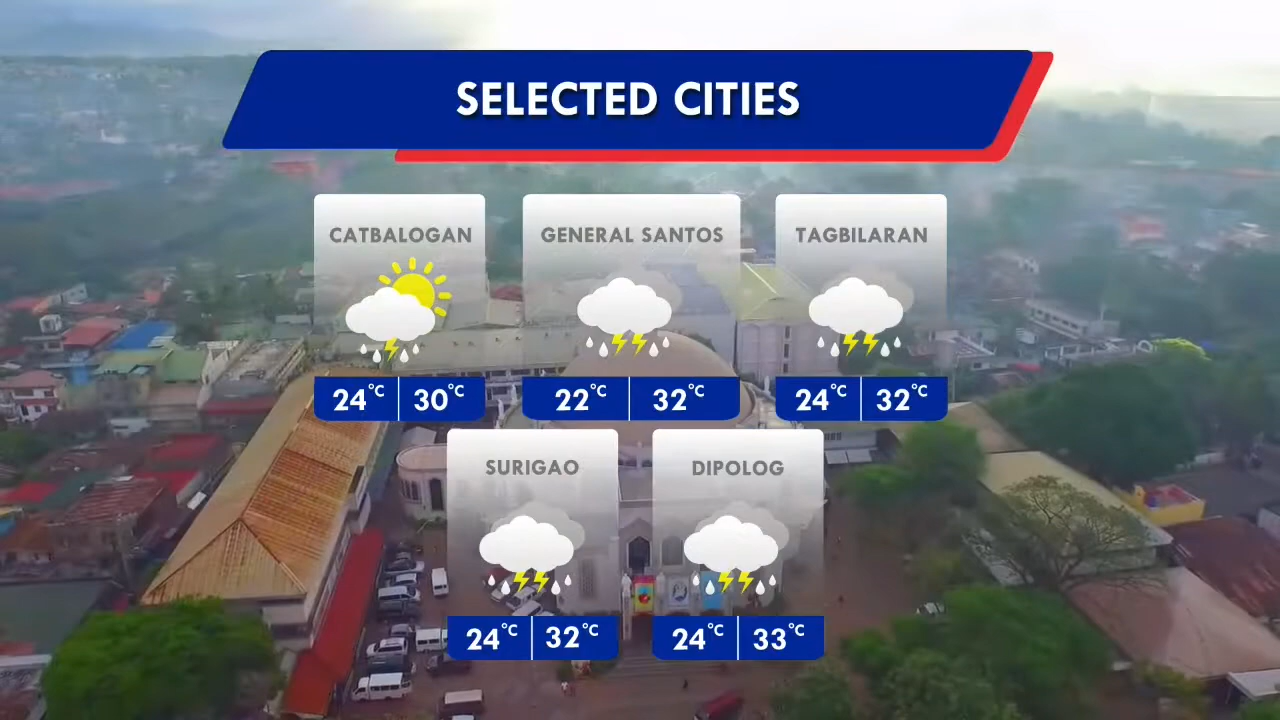 SELECTED CITIES
CATBALOGAN
24°C 30°C
GENERAL SANTOS
22°C 32°C
TAGBILARAN
24°C 32°C
SURIGAO
24°C 32°C
DIPOLOG
24°C 33°C